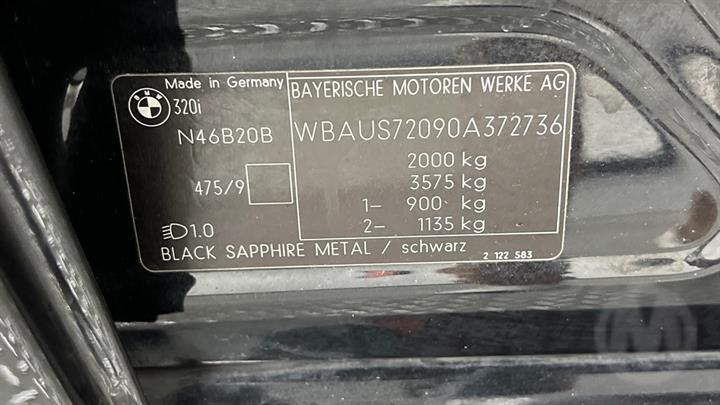 Made in Germany
BMW
320i
N46B20B
475/9
1.0
BAYERISCHE MOTOREN WERKE AG
WBAUS72090A372736
2000 kg
3575 kg
1- 900 kg
2- 1135 kg
BLACK SAPPHIRE METAL / schwarz
2 122 583
M